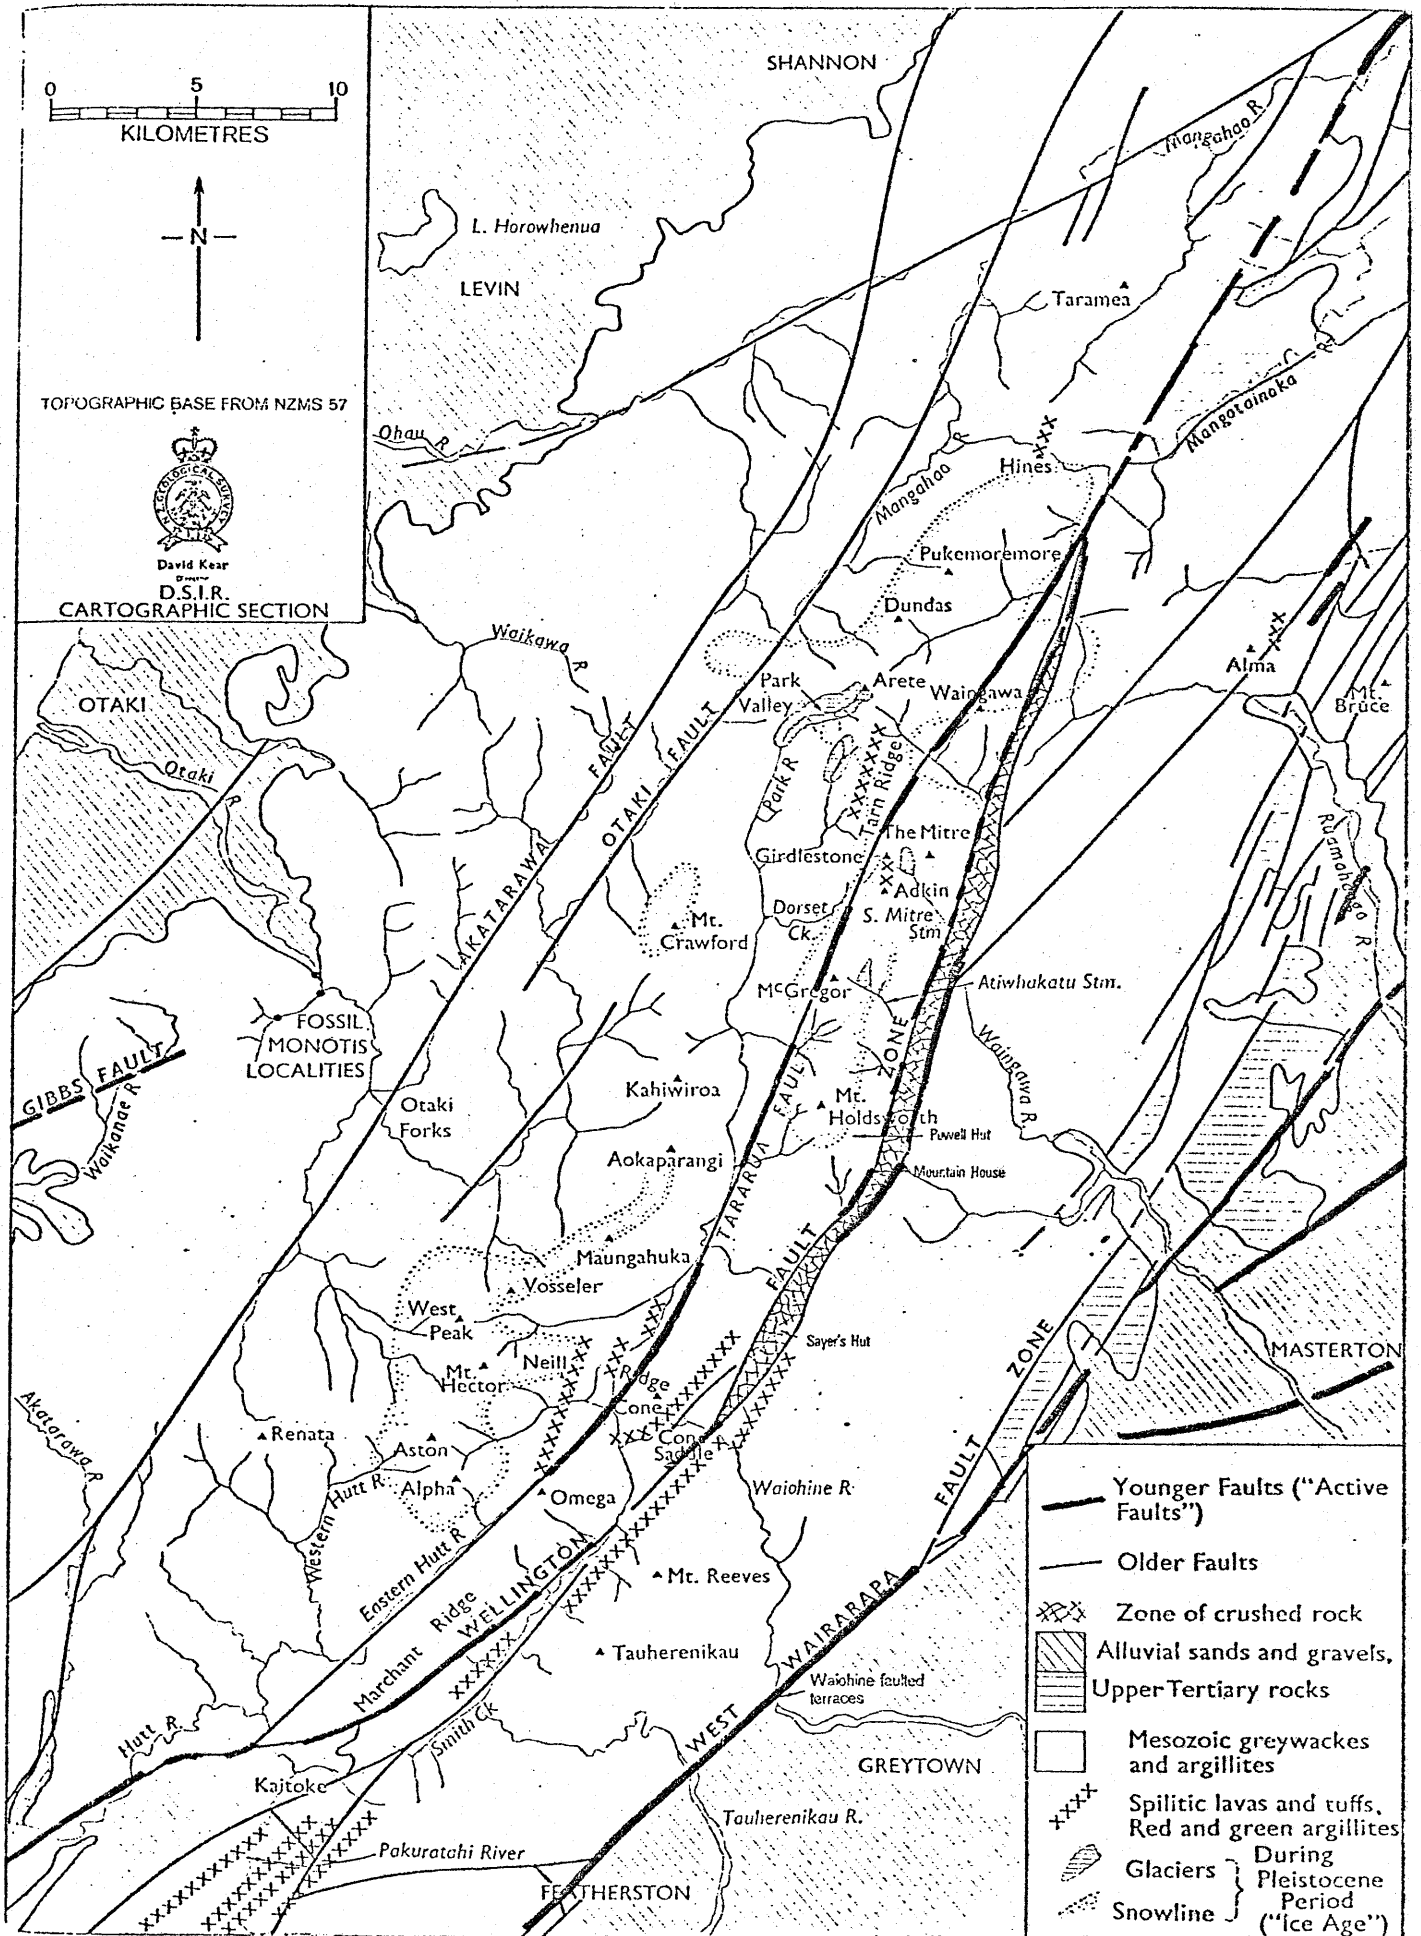 0 5 10
KILOMETRES
N
TOPOGRAPHIC BASE FROM NZMS 57
N.Z. GEOLOGICAL SURVEY
David Kear
D.S.I.R.
CARTOGRAPHIC SECTION
SHANNON
Mangahao R
L. Horowhenua
LEVIN
Taramea
Ohau R
Mangatainoka R
Hines
Mangahao R
Pukemoremore
Dundas
Waikawa R
Alma
Mt.
Bruce
OTAKI
Park
Valley
Arete
Waingawa
Otaki R
AKATARAWA FAULT
OTAKI FAULT
Park R
Tarn Ridge
The Mitre
Girdlestone
Adkin
Ruamahanga R
Mt.
Crawford
Dorset
Ck.
S. Mitre
Stm
McGregor
Atiwhakatu Stm.
FOSSIL
MONOTIS
LOCALITIES
GIBBS FAULT
Waikanae R
Waingawa R.
Kahiwiroa
Otaki
Forks
Mt.
Holdsworth
Powell Hut
Aokaparangi
Mountain House
TARARUA FAULT
FAULT ZONE
Maungahuka
Vosseler
West
Peak
Sayer's Hut
MASTERTON
Neill
Ridge
Mt.
Hector
Cone
Cone
Saddle
Akatarawa R
Renata
Aston
Alpha
Western Hutt R
Omega
Waiohine R.
Eastern Hutt R
Mt. Reeves
Marchant Ridge
WELLINGTON
Tauherenikau
WEST WAIRARAPA FAULT ZONE
Waiohine faulted
terraces
Hutt R
Smith Ck
Kaitoke
GREYTOWN
Tauherenikau R.
Pakuratahi River
FEATHERSTON
Younger Faults ("Active
Faults")
Older Faults
Zone of crushed rock
Alluvial sands and gravels.
Upper-Tertiary rocks
Mesozoic greywackes
and argillites
Spilitic lavas and tuffs.
Red and green argillites
Glaciers
Snowline
During
Pleistocene
Period
("Ice Age")